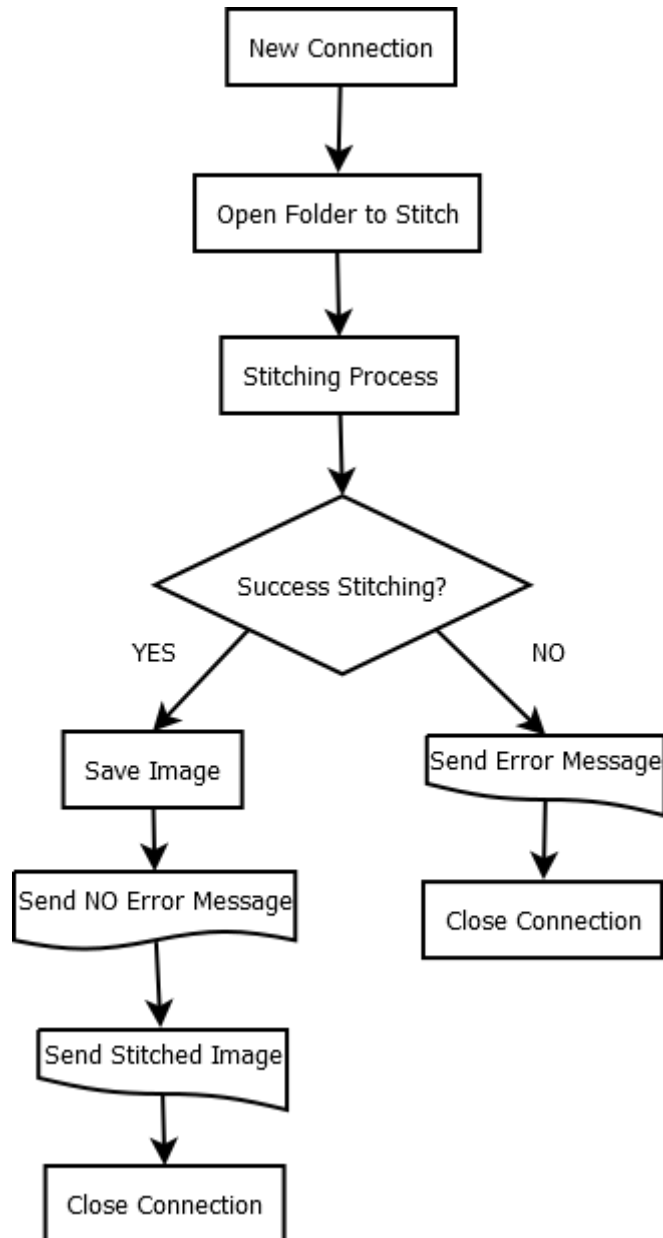 New Connection
Open Folder to Stitch
Stitching Process
Success Stitching?
YES
NO
Save Image
Send Error Message
Send NO Error Message
Close Connection
Send Stitched Image
Close Connection